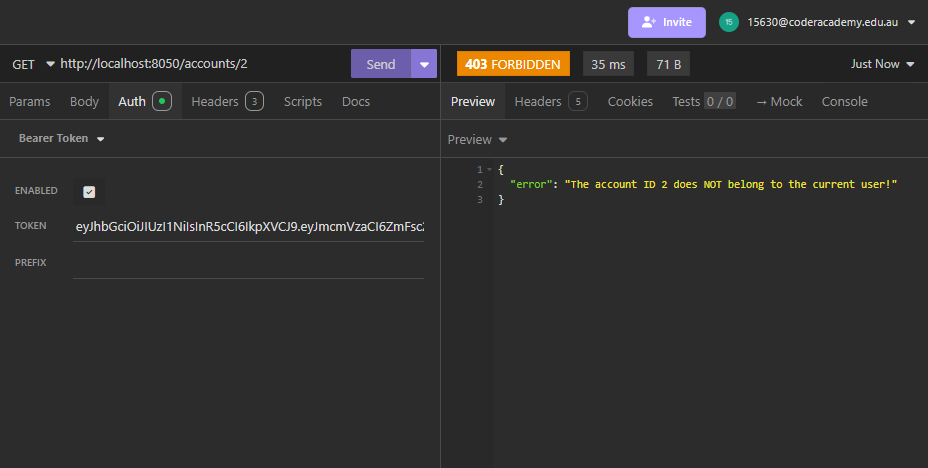 Invite
15
15630@coderacademy.edu.au
GET http://localhost:8050/accounts/2 Send
403 FORBIDDEN 35 ms 71 B Just Now
Params Body Auth Headers 3 Scripts Docs
Preview Headers 5 Cookies Tests 0 / 0 → Mock Console
Bearer Token
Preview
ENABLED
TOKEN eyJhbGciOiJIUzI1NiIsInR5cCI6IkpXVCJ9.eyJmcmVzaCI6ZmFsc2
PREFIX
1 {
2 "error": "The account ID 2 does NOT belong to the current user!"
3 }